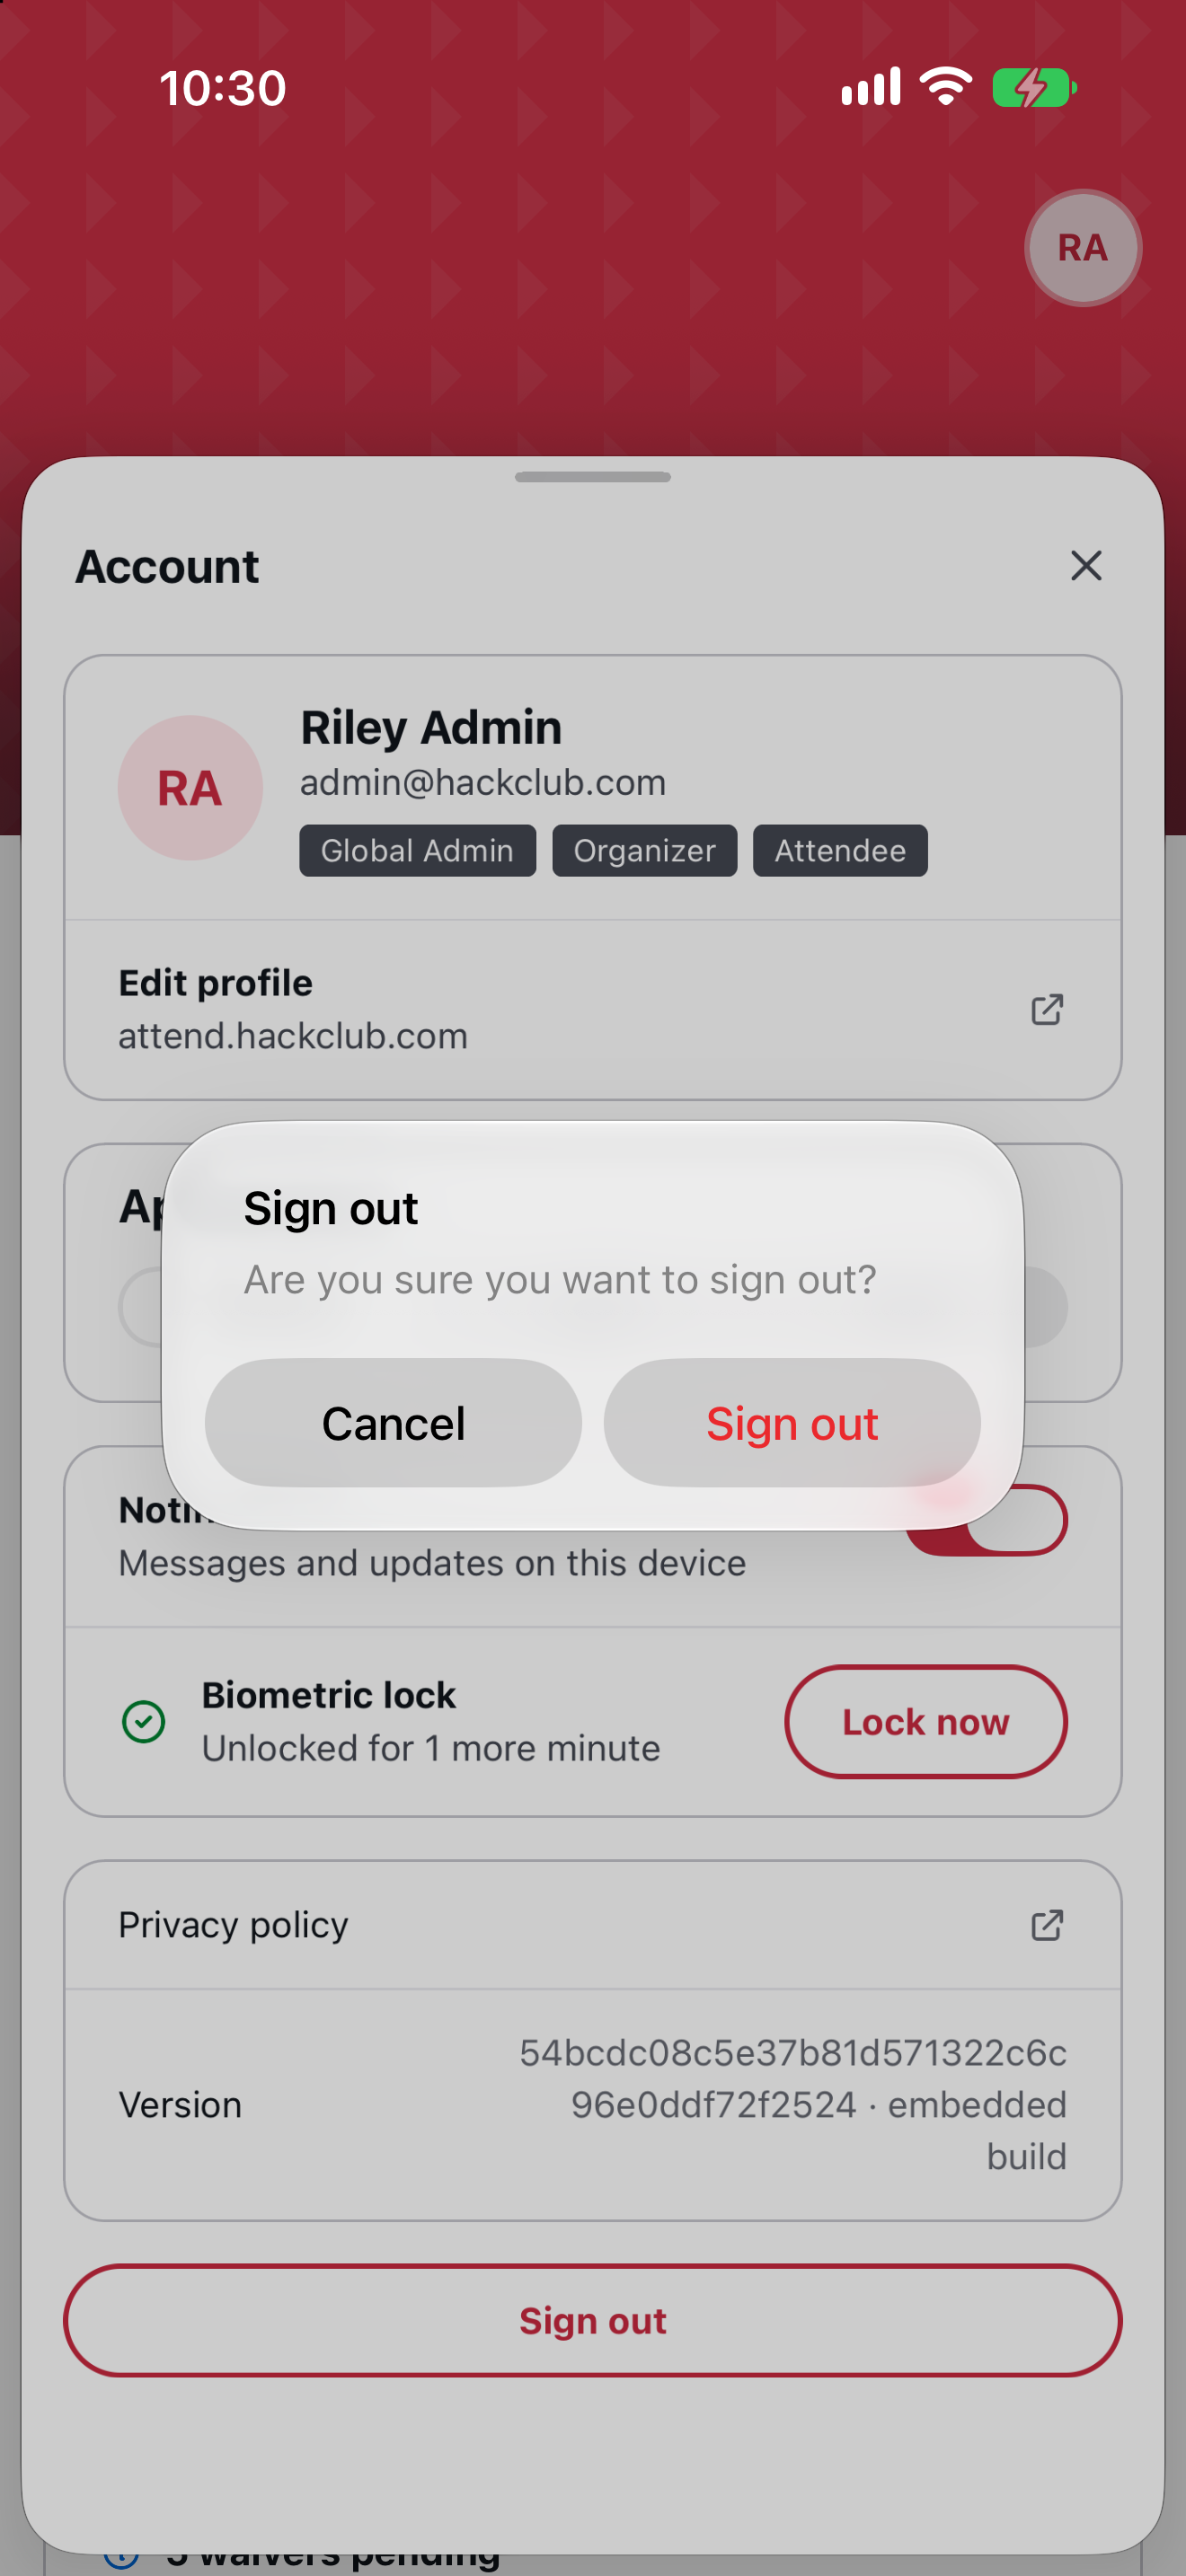 10:30
RA
Account
RA
Riley Admin
admin@hackclub.com
Global Admin
Organizer
Attendee
Edit profile
attend.hackclub.com
Sign out
Are you sure you want to sign out?
Cancel
Sign out
Messages and updates on this device
Biometric lock
Unlocked for 1 more minute
Lock now
Privacy policy
Version
54bcdc08c5e37b81d571322c6c
96e0ddf72f2524 · embedded
build
Sign out
waivers pending